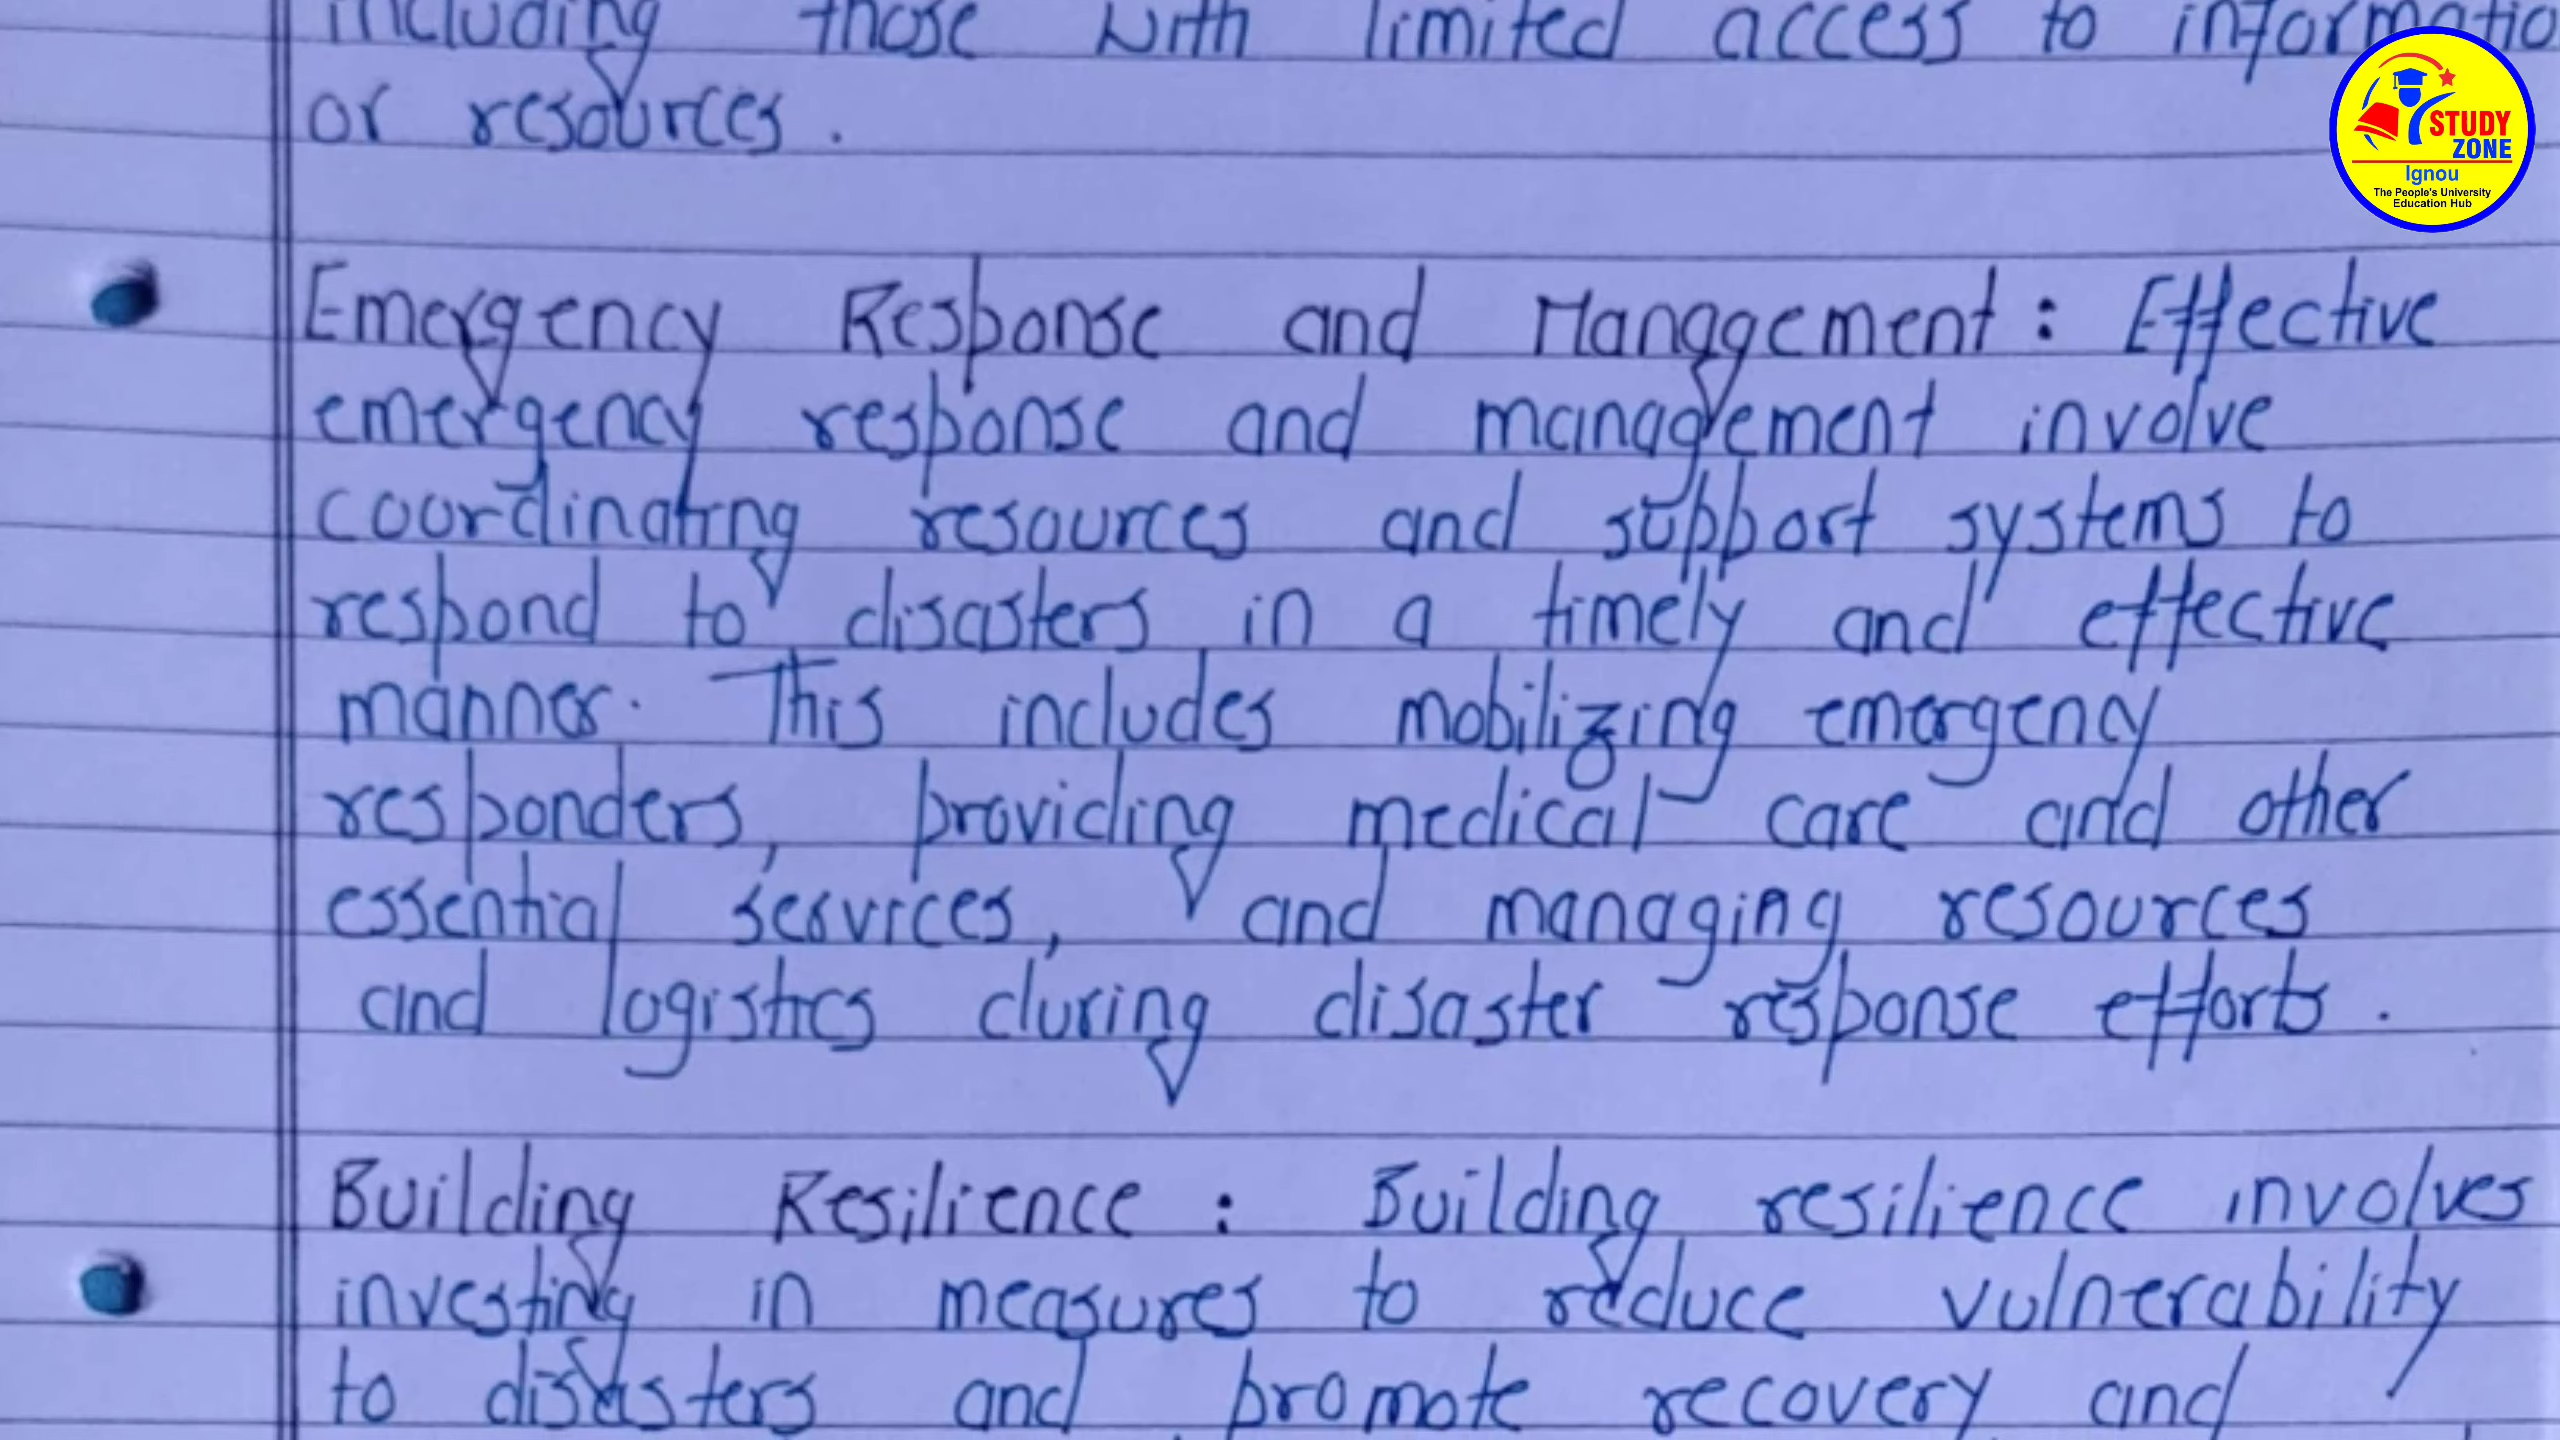 including those with limited access to informatio
or resources.
STUDY
ZONE
Ignou
The People's University
Education Hub
Emergency Response and Management : Effective
emergency response and management involve
coordinating resources and support systems to
respond to disasters in a timely and effective
manner. This includes mobilizing emergency
responders, providing medical care and other
essential services, and managing resources
and logistics during disaster response efforts.
Building Resilience : Building resilience involves
investing in measures to reduce vulnerability
to disasters and promote recovery and